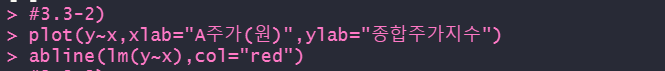 > #3.3-2)
> plot(y~x,xlab="A주가(원)",ylab="종합주가지수")
> abline(lm(y~x),col="red")